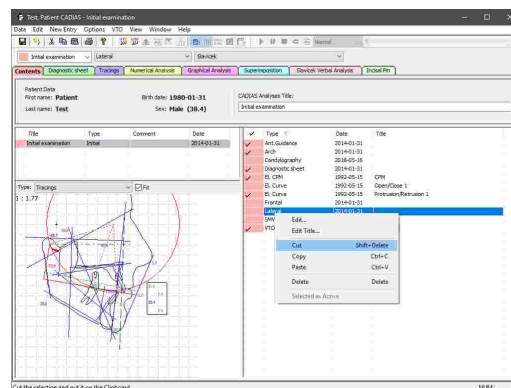 Test, Patient CADIAS - Initial examination
Date Edit New Entry Options VTO View Window Help
Normal
Initial examination Lateral Slavicek
Contents Diagnostic sheet Tracings Numerical Analysis Graphical Analysis Superimposition Slavicek Verbal Analysis Incisal Pin
Patient Data
First name: Patient Birth date: 1980-01-31 CADIAS Analyses Title:
Last name: Test Sex: Male (38.4) Initial examination
Title Type Comment Date
Initial examination Initial 2014-01-31
Type: Tracings Fit
1 : 1.77
Type Date Title
Ant.Guidance 2014-01-31
Arch 2014-01-31
Condylography 2018-05-16
Diagnostic sheet 2014-01-31
El. CPM 1992-05-15 CPM
El. Curve 1992-05-15 Open/Close 1
El. Curve 1992-05-15 Protrusion/Retrusion 1
Frontal 2014-01-31
Lateral 2014-01-31
SMV
VTO
Edit...
Edit Title...
Cut Shift+Delete
Copy Ctrl+C
Paste Ctrl+V
Delete Delete
Selected as Active
Cut the selection and put it on the Clipboard
NUM